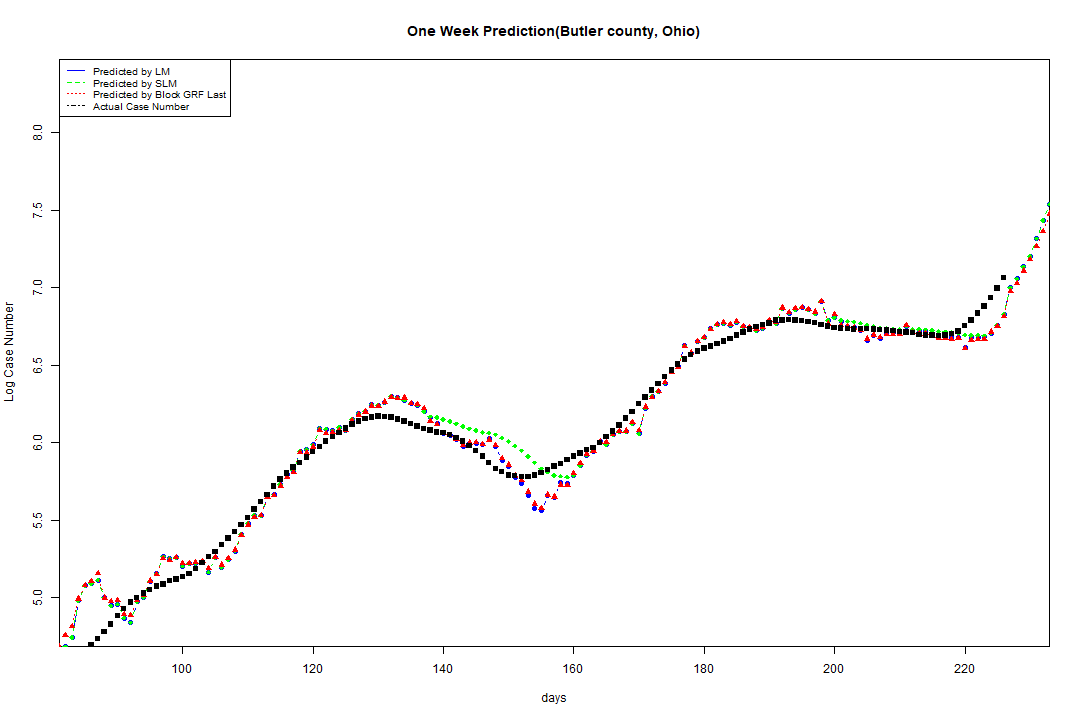 One Week Prediction(Butler county, Ohio)
Predicted by LM
Predicted by SLM
Predicted by Block GRF Last
Actual Case Number
Log Case Number
8.0
7.5
7.0
6.5
6.0
5.5
5.0
100 120 140 160 180 200 220
days